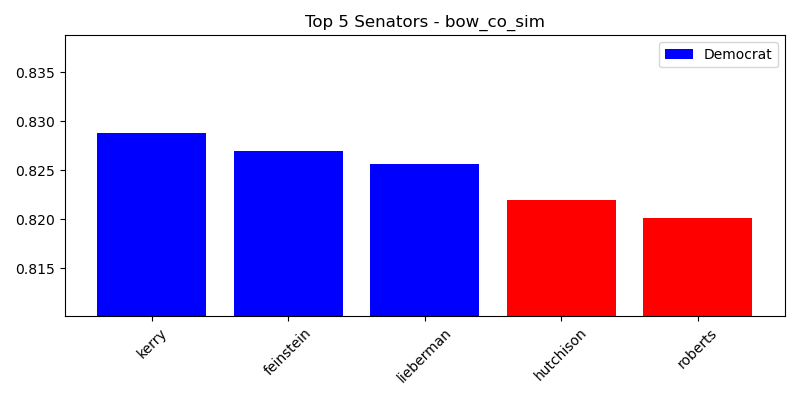 Top 5 Senators - bow_co_sim
Democrat
0.835
0.830
0.825
0.820
0.815
kerry
feinstein
lieberman
hutchison
roberts